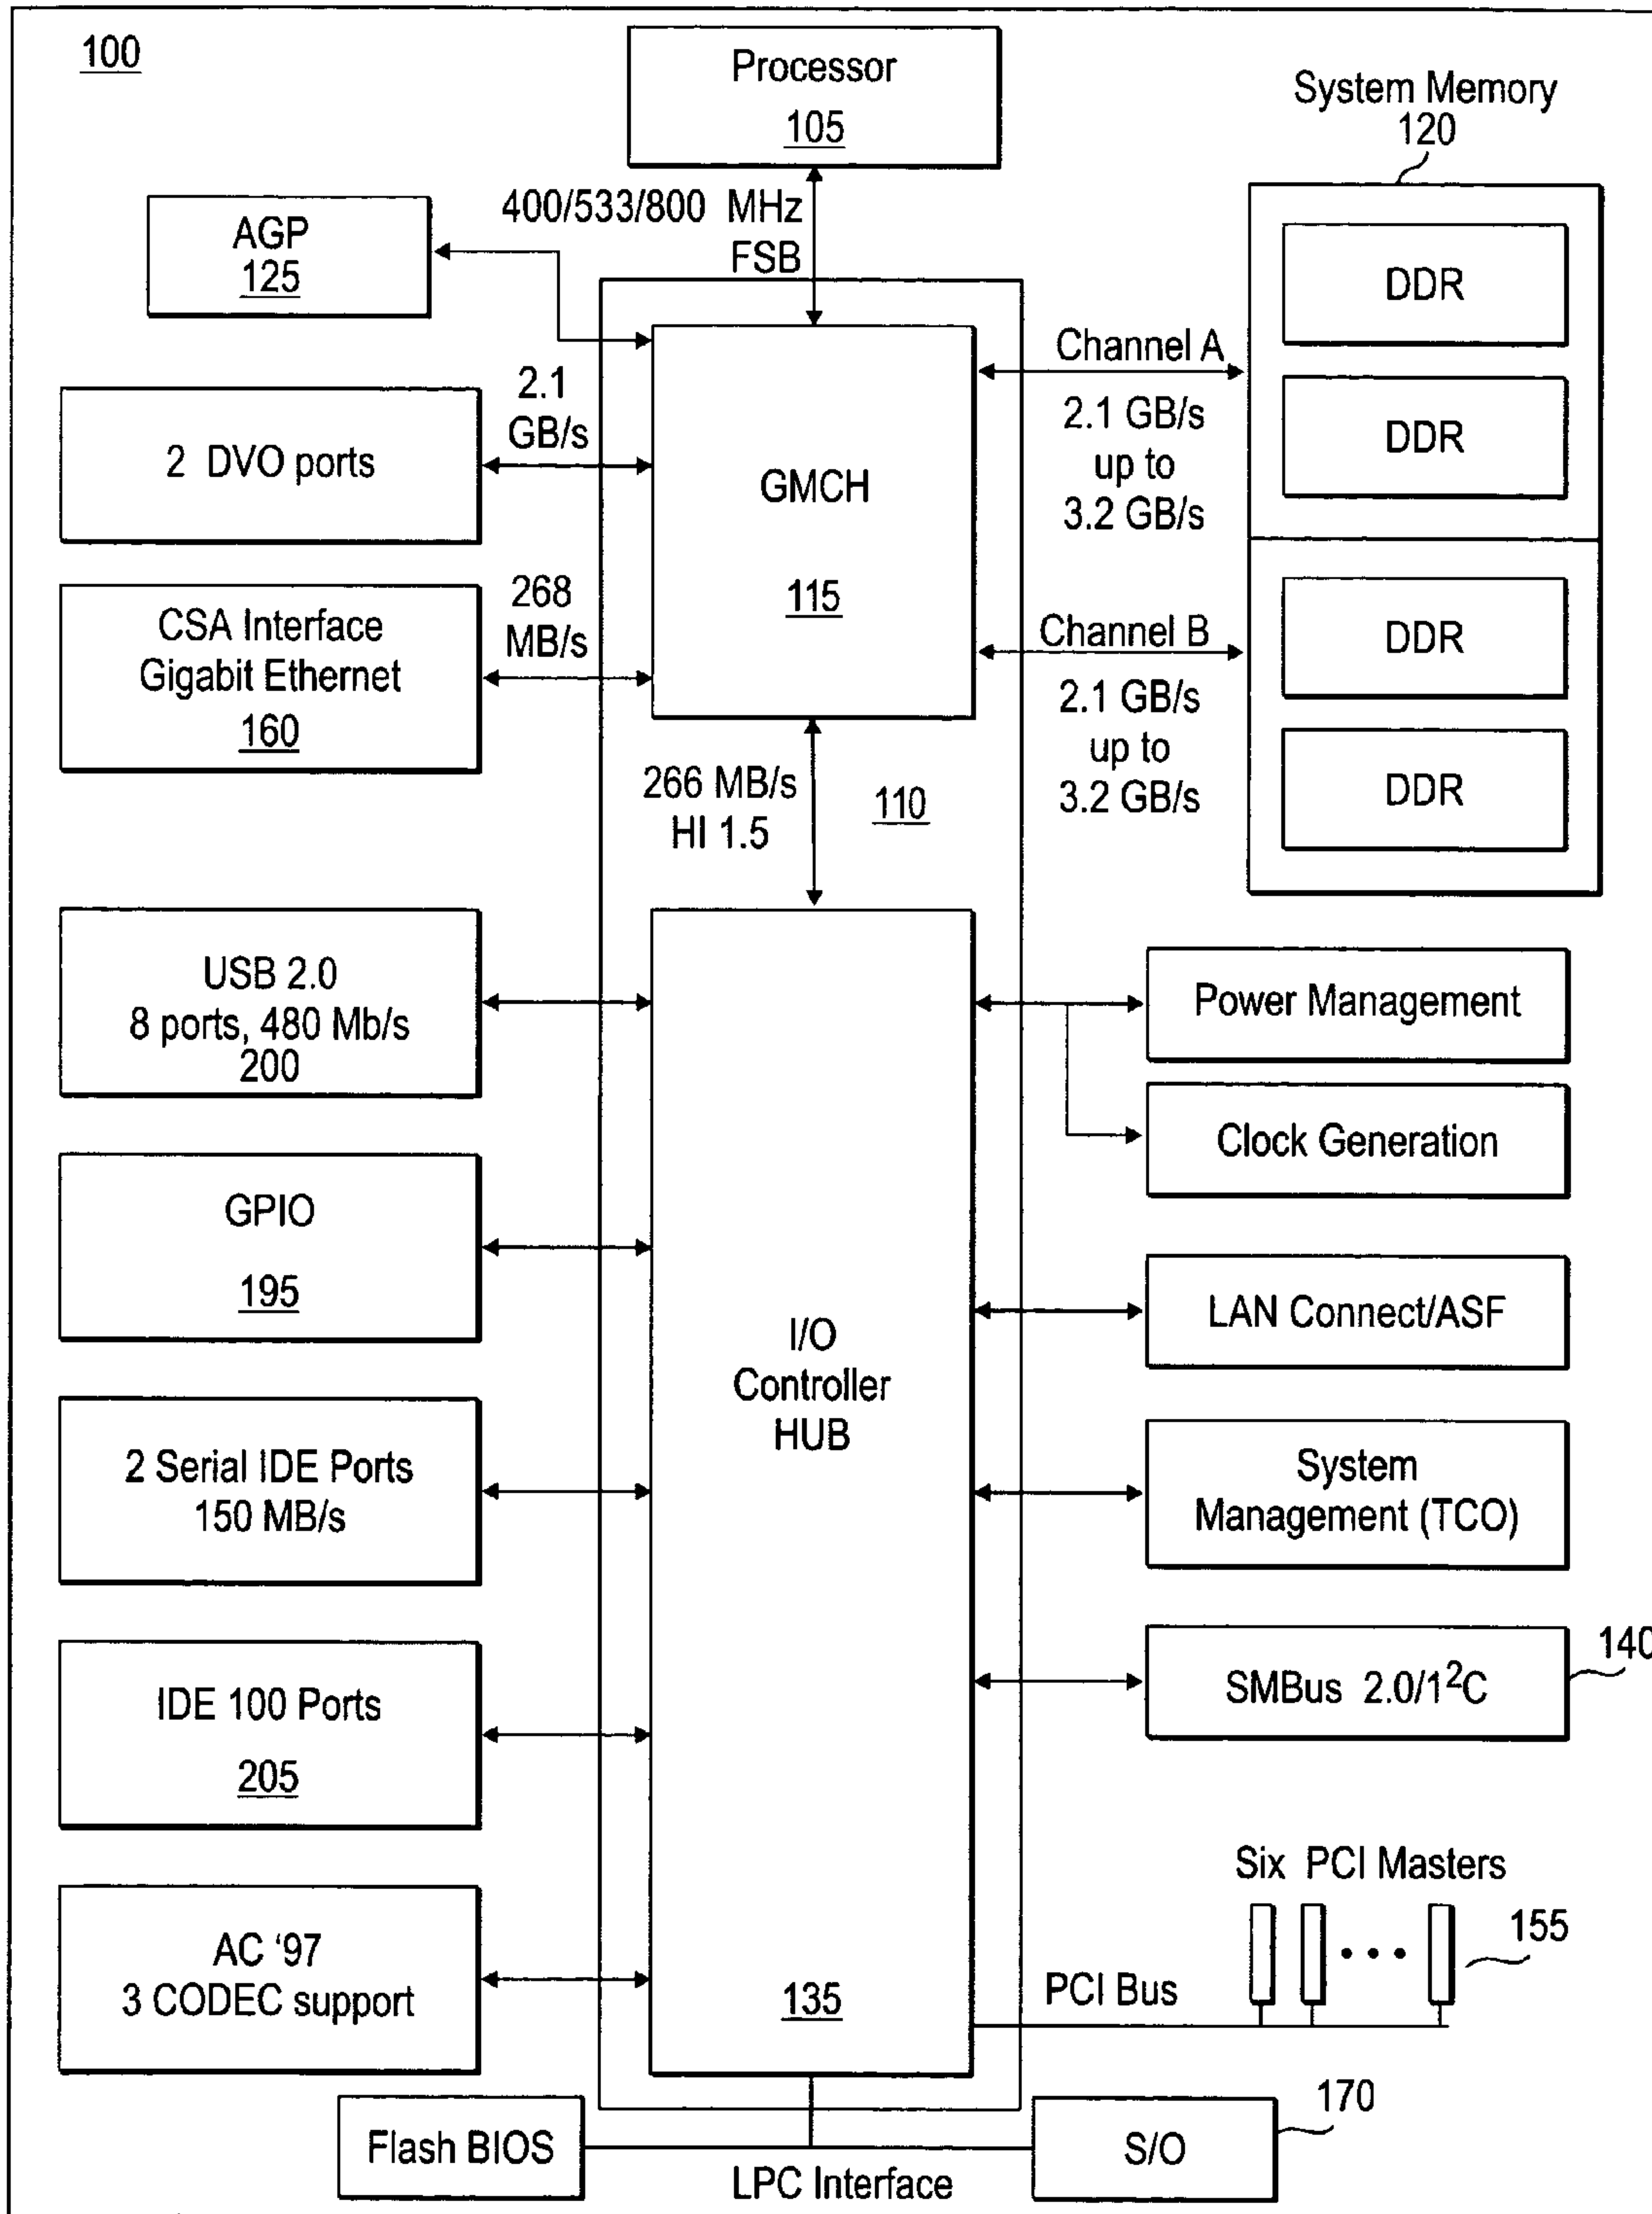 100
Processor
105
System Memory
120
400/533/800 MHz
FSB
AGP
125
DDR
DDR
DDR
DDR
Channel A
2.1 GB/s
up to
3.2 GB/s
Channel B
2.1 GB/s
up to
3.2 GB/s
2.1
GB/s
2 DVO ports
GMCH
115
268
MB/s
CSA Interface
Gigabit Ethernet
160
266 MB/s
HI 1.5
110
USB 2.0
8 ports, 480 Mb/s
200
Power Management
Clock Generation
GPIO
195
LAN Connect/ASF
I/O
Controller
HUB
135
2 Serial IDE Ports
150 MB/s
System
Management (TCO)
IDE 100 Ports
205
SMBus 2.0/1²C
140
Six PCI Masters
155
PCI Bus
AC ‘97
3 CODEC support
Flash BIOS
LPC Interface
S/O
170